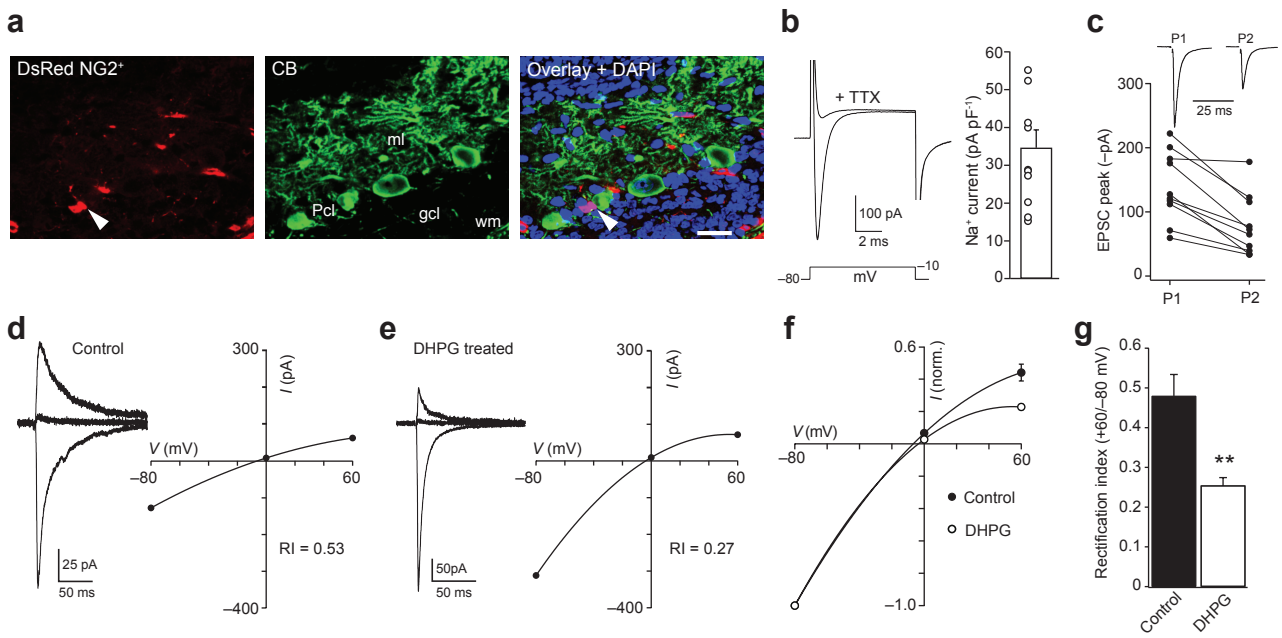 a
DsRed NG2⁺
CB
ml
Pcl
gcl
wm
Overlay + DAPI
b
+ TTX
100 pA
2 ms
–80
mV
–10
Na⁺ current (pA pF⁻¹)
60
50
40
30
20
10
0
c
P1
P2
25 ms
EPSC peak (–pA)
300
200
100
0
P1
P2
d
Control
25 pA
50 ms
300
I (pA)
V (mV)
–80
60
RI = 0.53
–400
e
DHPG treated
50pA
50 ms
300
I (pA)
V (mV)
–80
60
RI = 0.27
–400
f
0.6
I (norm.)
V (mV)
–80
60
Control
DHPG
–1.0
g
Rectification index (+60/–80 mV)
0.6
0.5
0.4
0.3
0.2
0.1
0
**
Control
DHPG